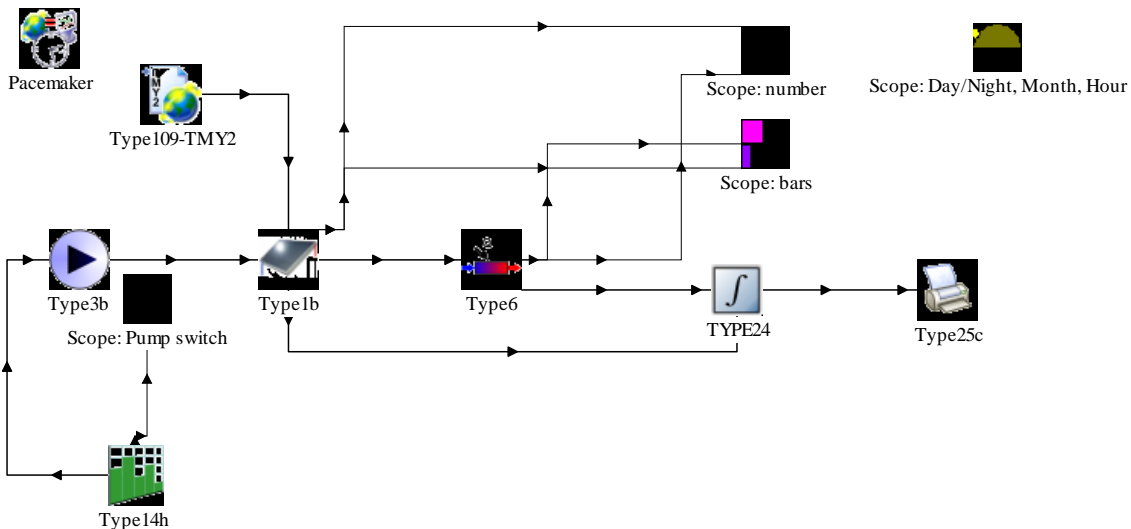 Pacemaker
Type109-TMY2
Scope: number
Scope: Day/Night, Month, Hour
Scope: bars
Type3b
Type1b
Type6
Scope: Pump switch
TYPE24
Type25c
Type14h